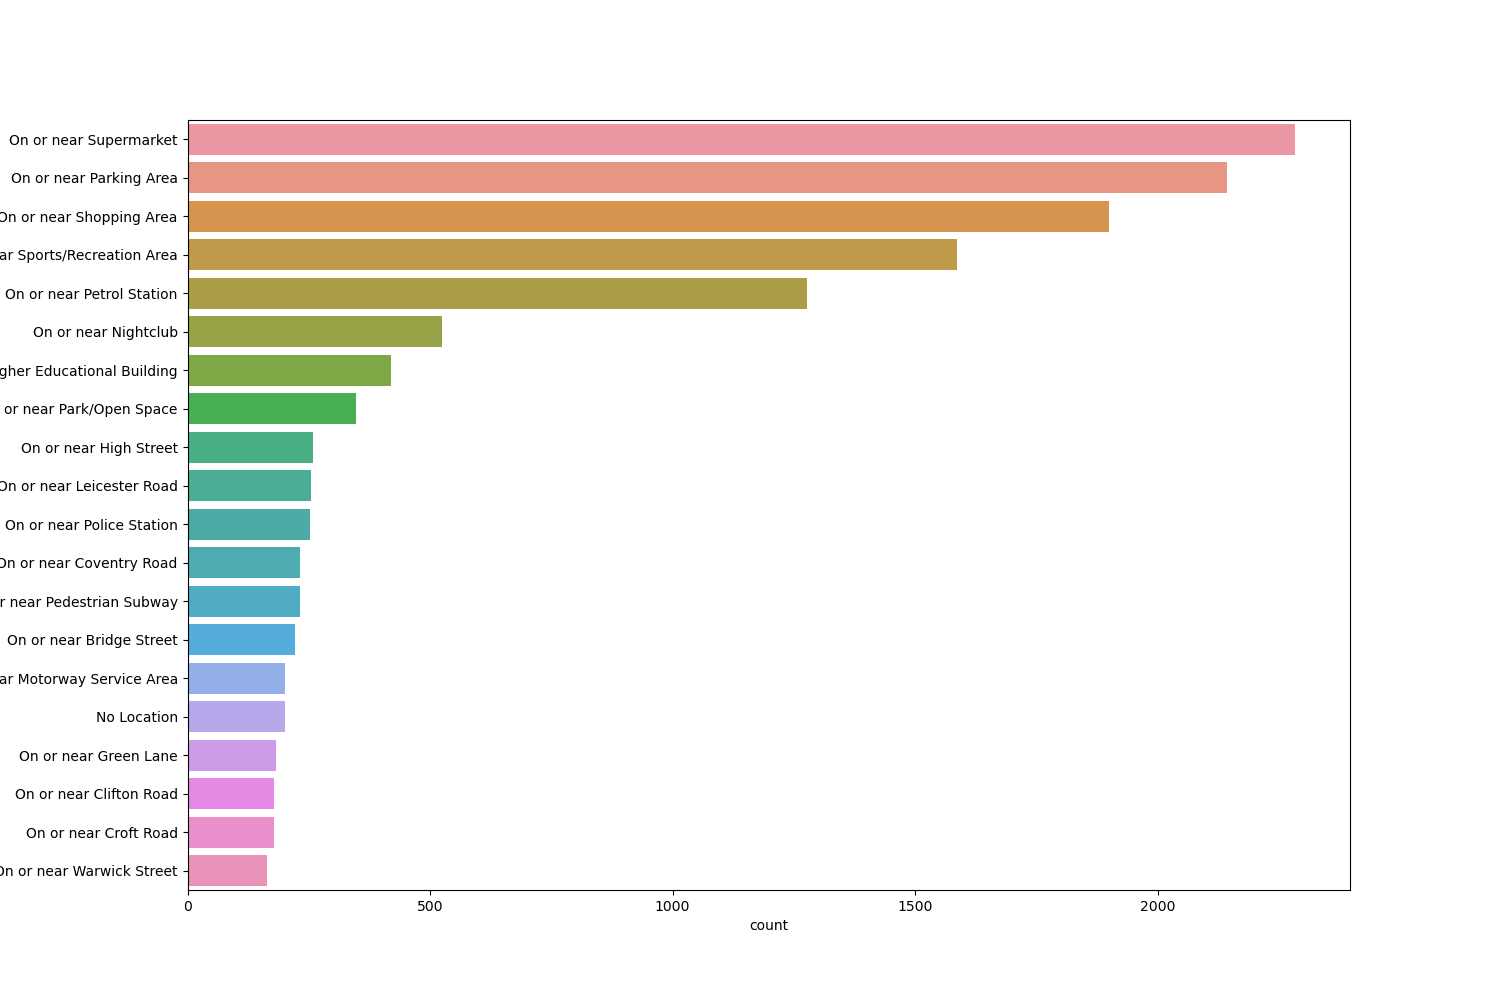 On or near Supermarket
On or near Parking Area
On or near Shopping Area
ar Sports/Recreation Area
On or near Petrol Station
On or near Nightclub
gher Educational Building
or near Park/Open Space
On or near High Street
On or near Leicester Road
On or near Police Station
On or near Coventry Road
r near Pedestrian Subway
On or near Bridge Street
ar Motorway Service Area
No Location
On or near Green Lane
On or near Clifton Road
On or near Croft Road
On or near Warwick Street
0 500 1000 1500 2000
count